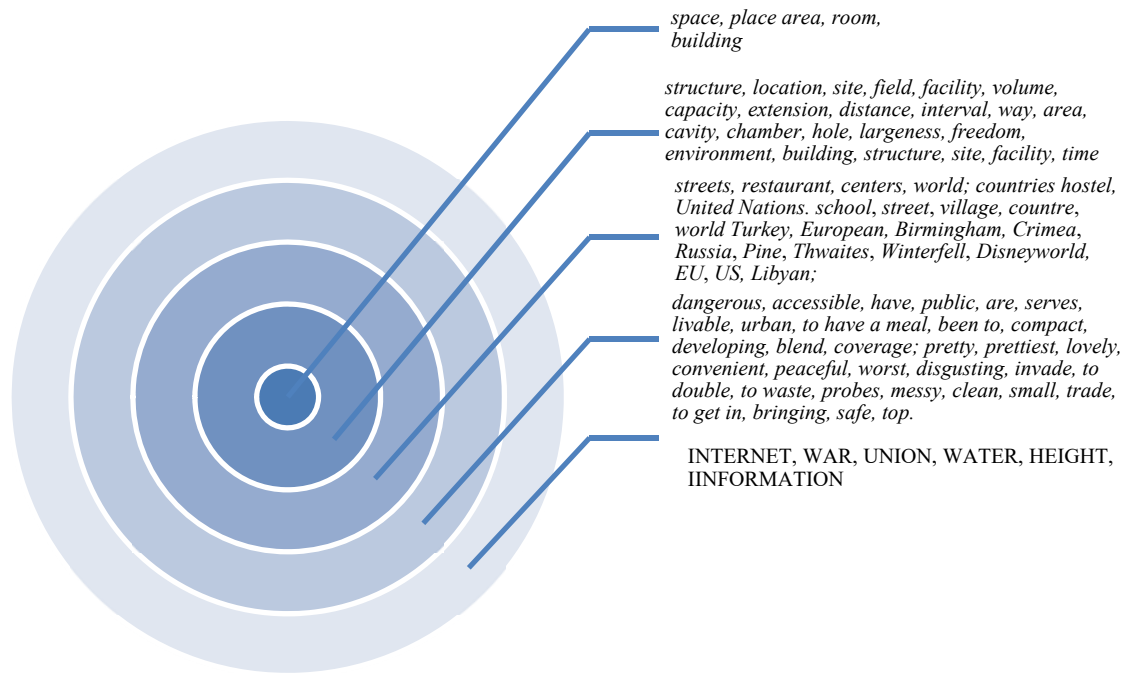 space, place area, room,
building
structure, location, site, field, facility, volume,
capacity, extension, distance, interval, way, area,
cavity, chamber, hole, largeness, freedom,
environment, building, structure, site, facility, time
streets, restaurant, centers, world; countries hostel,
United Nations. school, street, village, countre,
world Turkey, European, Birmingham, Crimea,
Russia, Pine, Thwaites, Winterfell, Disneyworld,
EU, US, Libyan;
dangerous, accessible, have, public, are, serves,
livable, urban, to have a meal, been to, compact,
developing, blend, coverage; pretty, prettiest, lovely,
convenient, peaceful, worst, disgusting, invade, to
double, to waste, probes, messy, clean, small, trade,
to get in, bringing, safe, top.
INTERNET, WAR, UNION, WATER, HEIGHT,
IINFORMATION